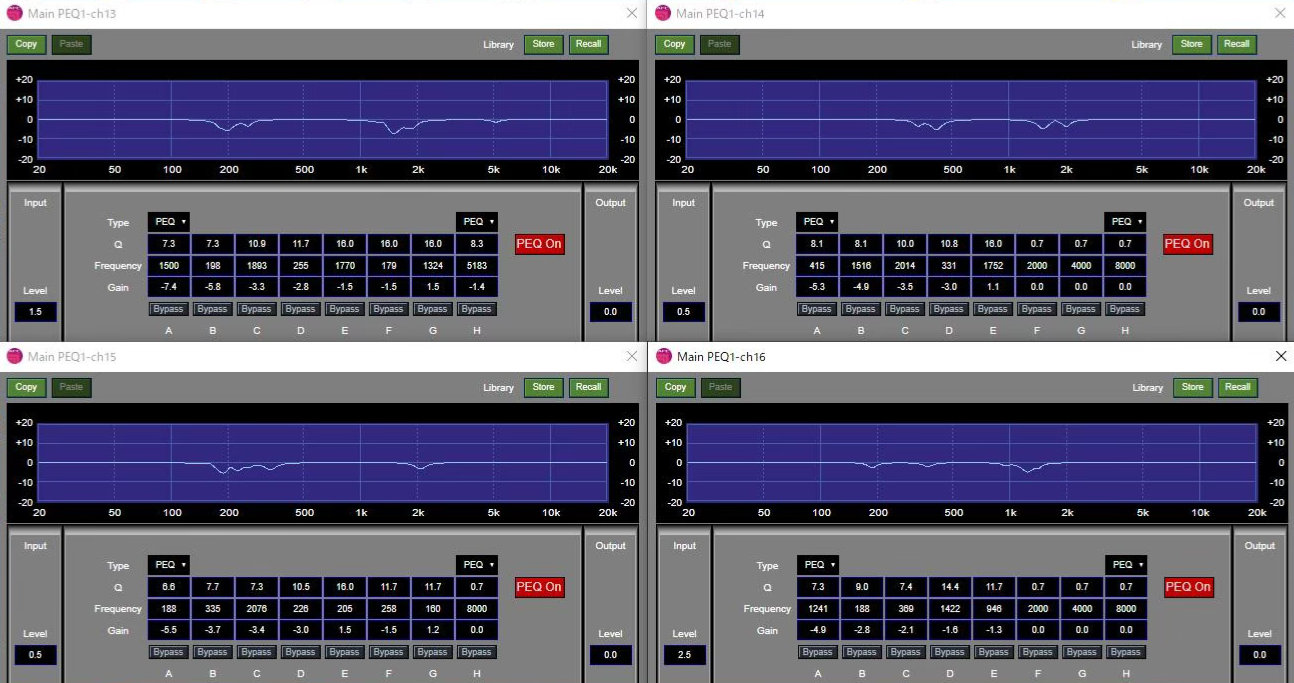 Main PEQ1-ch13
Copy Paste Library Store Recall
+20 +20
+10 +10
0 0
-10 -10
-20 -20
20 50 100 200 500 1k 2k 5k 10k 20k
Input Output
Type PEQ PEQ
Q 7.3 7.3 10.9 11.7 16.0 16.0 16.0 8.3 PEQ On
Frequency 1500 198 1893 255 1770 179 1324 5183
Gain -7.4 -5.8 -3.3 -2.8 -1.5 -1.5 1.5 -1.4
Level Level
1.5 Bypass Bypass Bypass Bypass Bypass Bypass Bypass Bypass 0.0
A B C D E F G H
Main PEQ1-ch14
Copy Paste Library Store Recall
+20 +20
+10 +10
0 0
-10 -10
-20 -20
20 50 100 200 500 1k 2k 5k 10k 20k
Input Output
Type PEQ PEQ
Q 8.1 8.1 10.0 10.8 16.0 0.7 0.7 0.7 PEQ On
Frequency 415 1516 2014 331 1752 2000 4000 8000
Gain -5.3 -4.9 -3.5 -3.0 1.1 0.0 0.0 0.0
Level Level
0.5 Bypass Bypass Bypass Bypass Bypass Bypass Bypass Bypass 0.0
A B C D E F G H
Main PEQ1-ch15
Copy Paste Library Store Recall
+20 +20
+10 +10
0 0
-10 -10
-20 -20
20 50 100 200 500 1k 2k 5k 10k 20k
Input Output
Type PEQ PEQ
Q 6.6 7.7 7.3 10.5 16.0 11.7 11.7 0.7 PEQ On
Frequency 188 335 2076 226 205 258 160 8000
Gain -5.5 -3.7 -3.4 -3.0 1.5 -1.5 1.2 0.0
Level Level
0.5 Bypass Bypass Bypass Bypass Bypass Bypass Bypass Bypass 0.0
A B C D E F G H
Main PEQ1-ch16
Copy Paste Library Store Recall
+20 +20
+10 +10
0 0
-10 -10
-20 -20
20 50 100 200 500 1k 2k 5k 10k 20k
Input Output
Type PEQ PEQ
Q 7.3 9.0 7.4 14.4 11.7 0.7 0.7 0.7 PEQ On
Frequency 1241 188 369 1422 946 2000 4000 8000
Gain -4.9 -2.8 -2.1 -1.6 -1.3 0.0 0.0 0.0
Level Level
2.5 Bypass Bypass Bypass Bypass Bypass Bypass Bypass Bypass 0.0
A B C D E F G H